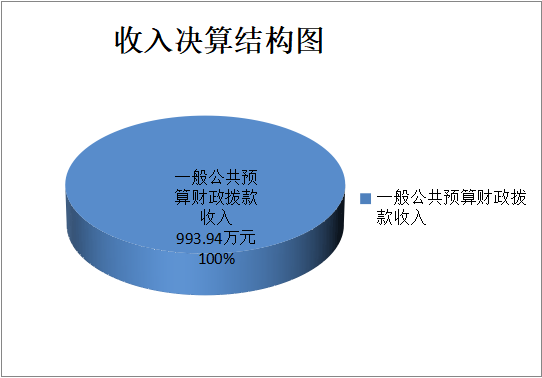 收入决算结构图
一般公共预
算财政拨款
收入
993.94万元
100%
一般公共预算财政拨
款收入